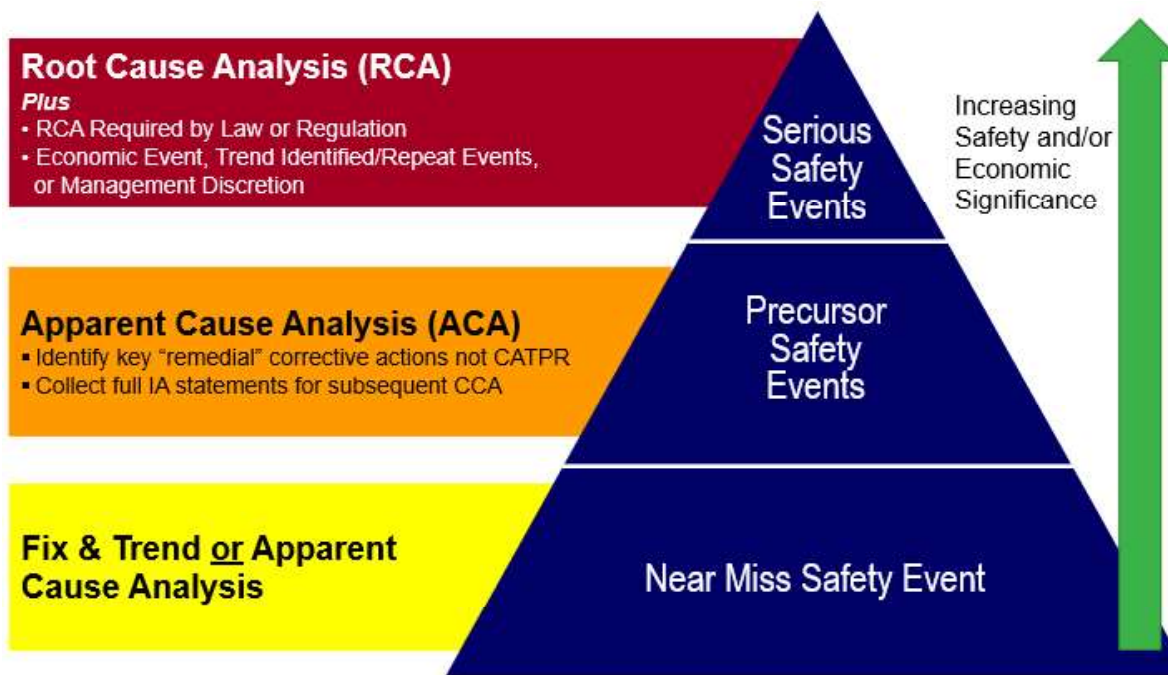 Root Cause Analysis (RCA)
Plus
• RCA Required by Law or Regulation
• Economic Event, Trend Identified/Repeat Events,
or Management Discretion
Serious
Safety
Events
Increasing
Safety and/or
Economic
Significance
Apparent Cause Analysis (ACA)
▪ Identify key “remedial” corrective actions not CATPR
▪ Collect full IA statements for subsequent CCA
Precursor
Safety
Events
Fix & Trend or Apparent
Cause Analysis
Near Miss Safety Event